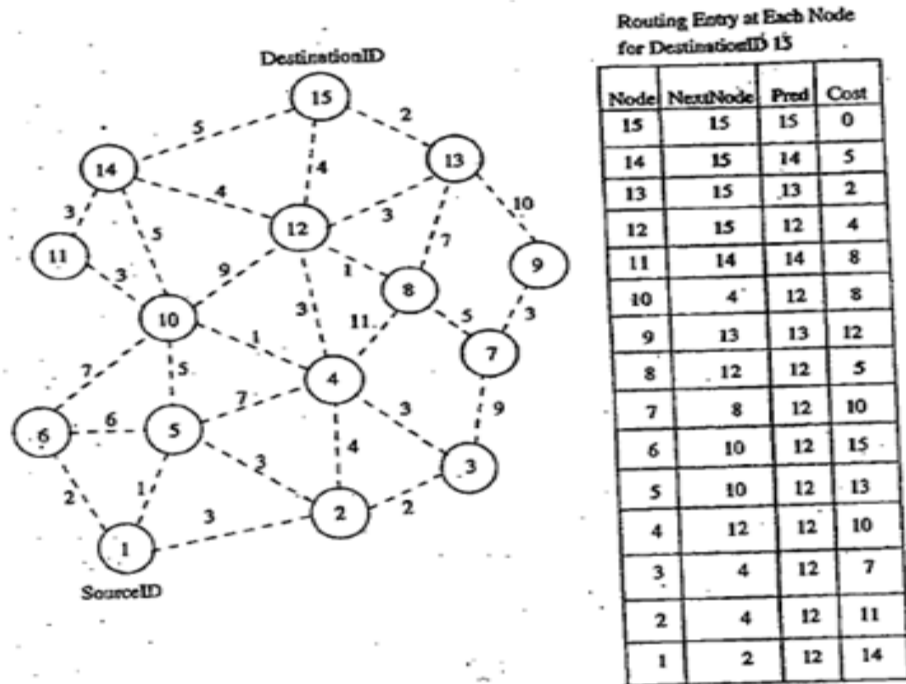 Routing Entry at Each Node
for DestinationID 15
DestinationID
15
5
2
4
14
13
4
3
10
3
12
5
11
9
1
7
9
3
8
10
3
11
5
3
1
7
7
5
4
7
3
9
6
6
5
4
3
3
2
1
2
2
3
1
SourceID
Node NextNode Pred Cost
15 15 15 0
14 15 14 5
13 15 13 2
12 15 12 4
11 14 14 8
10 4 12 8
9 13 13 12
8 12 12 5
7 8 12 10
6 10 12 15
5 10 12 13
4 12 12 10
3 4 12 7
2 4 12 11
1 2 12 14